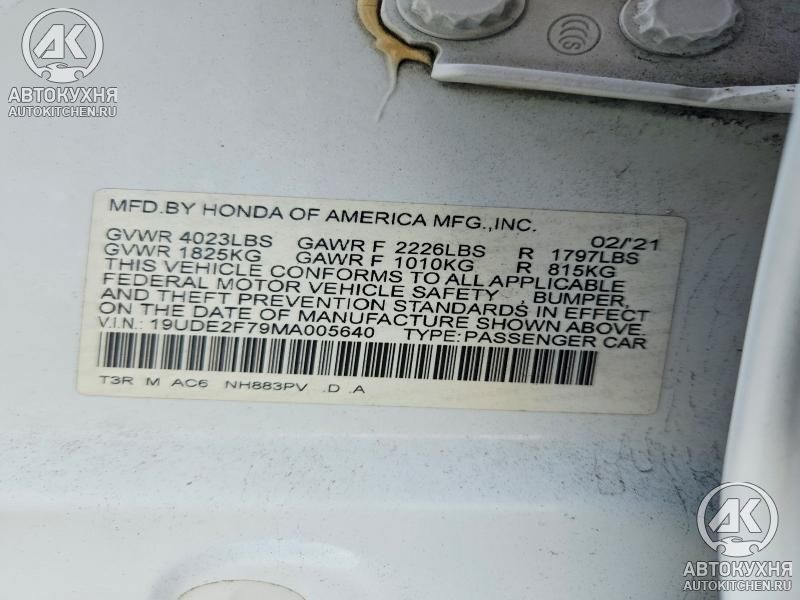 АК
АВТОКУХНЯ
AUTOKITCHEN.RU
MFD.BY HONDA OF AMERICA MFG.,INC.
02/'21
GVWR 4023LBS GAWR F 2226LBS R 1797LBS
GVWR 1825KG GAWR F 1010KG R 815KG
THIS VEHICLE CONFORMS TO ALL APPLICABLE
FEDERAL MOTOR VEHICLE SAFETY , BUMPER,
AND THEFT PREVENTION STANDARDS IN EFFECT
ON THE DATE OF MANUFACTURE SHOWN ABOVE.
V.I.N.: 19UDE2F79MA005640 TYPE:PASSENGER CAR
T3R M AC6 NH883PV .D .A
АК
АВТОКУХНЯ
AUTOKITCHEN.RU